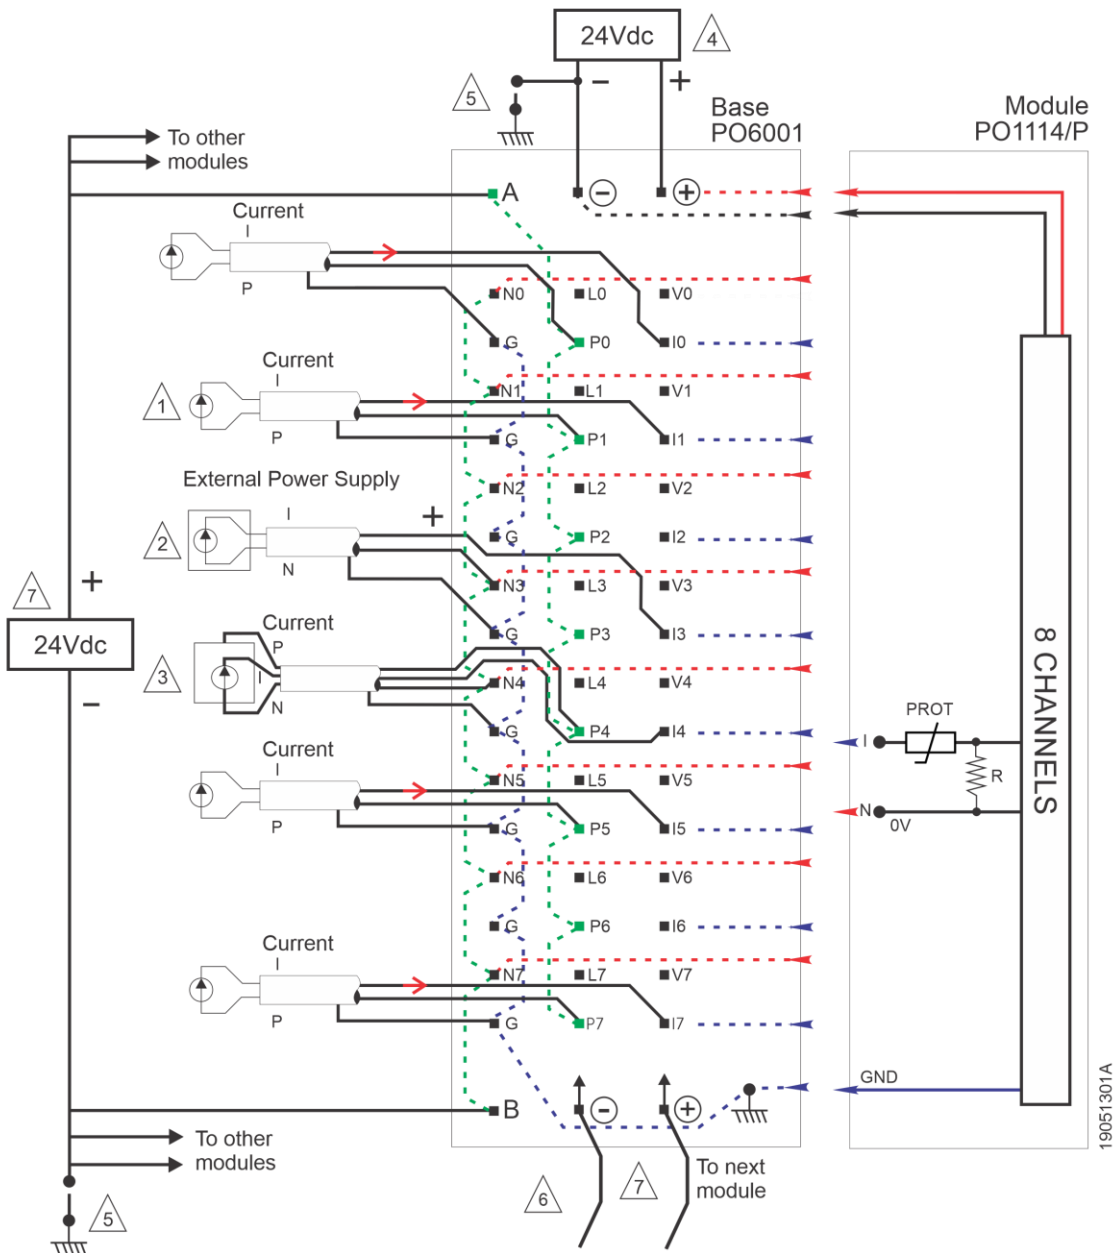 24Vdc
4
−
+
5
Base
PO6001
Module
PO1114/P
To other
modules
A
−
+
Current
I
P
N0
L0
V0
G
P0
I0
Current
I
P
1
N1
L1
V1
G
P1
I1
External Power Supply
I
N
+
2
N2
L2
V2
G
P2
I2
7
+
24Vdc
−
N3
L3
V3
G
P3
I3
Current
P
I
N
3
N4
L4
V4
G
P4
I4
PROT
I
R
N
0V
8 CHANNELS
Current
I
P
N5
L5
V5
G
P5
I5
N6
L6
V6
G
P6
I6
Current
I
P
N7
L7
V7
G
P7
I7
GND
B
−
+
To other
modules
5
6
7
To next
module
19051301A